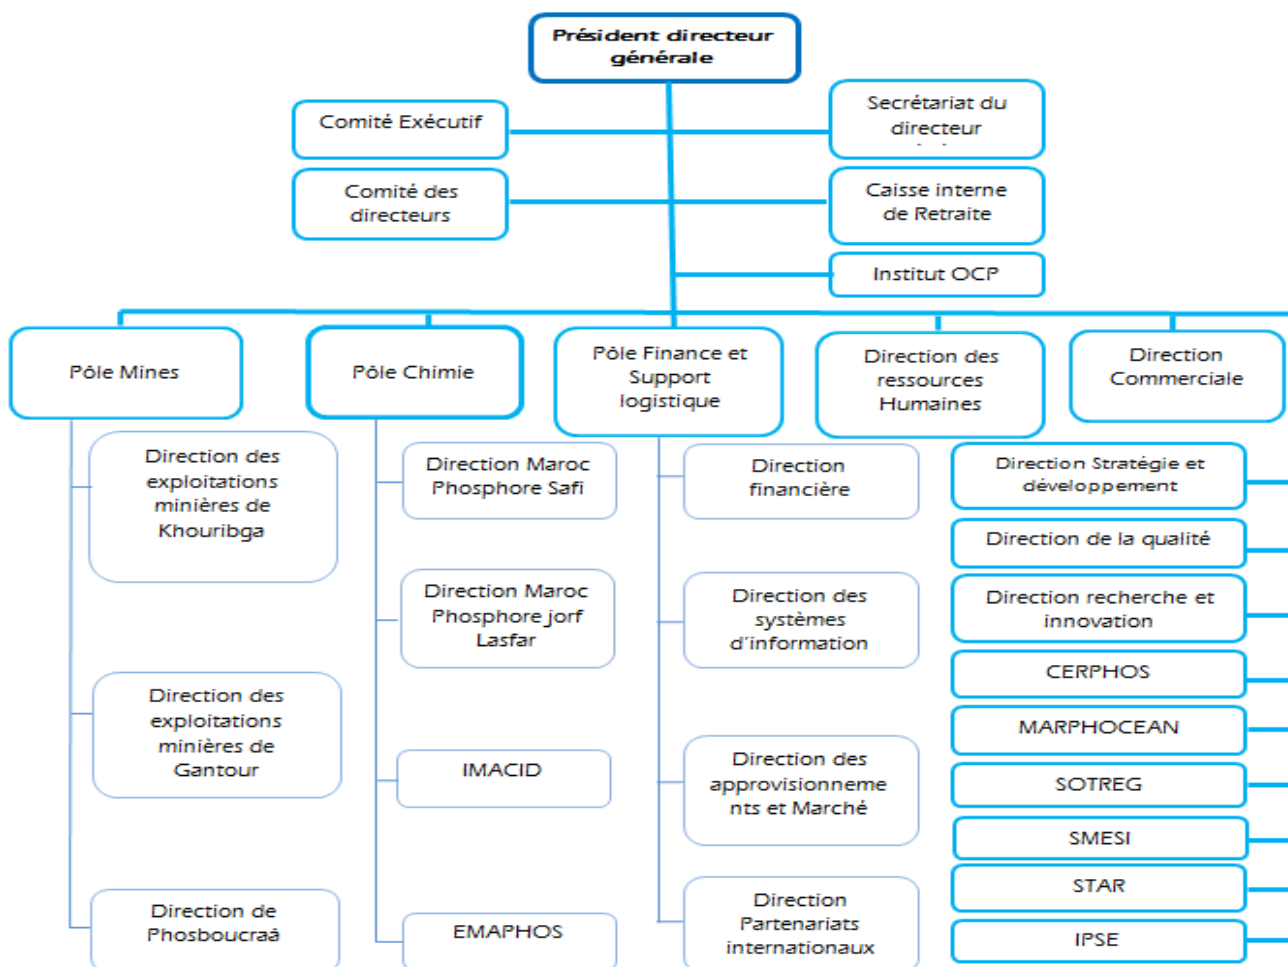 Président directeur
générale
Comité Exécutif
Secrétariat du
directeur
Comité des
directeurs
Caisse interne
de Retraite
Institut OCP
Pôle Mines
Pôle Chimie
Pôle Finance et
Support
logistique
Direction des
ressources
Humaines
Direction
Commerciale
Direction des
exploitations
minières de
Khouribga
Direction des
exploitations
minières de
Gantour
Direction de
Phosboucraâ
Direction Maroc
Phosphore Safi
Direction Maroc
Phosphore jorf
Lasfar
IMACID
EMAPHOS
Direction
financière
Direction des
systèmes
d'information
Direction des
approvisionneme
nts et Marché
Direction
Partenariats
internationaux
Direction Stratégie et
développement
Direction de la qualité
Direction recherche et
innovation
CERPHOS
MARPHOCEAN
SOTREG
SMESI
STAR
IPSE